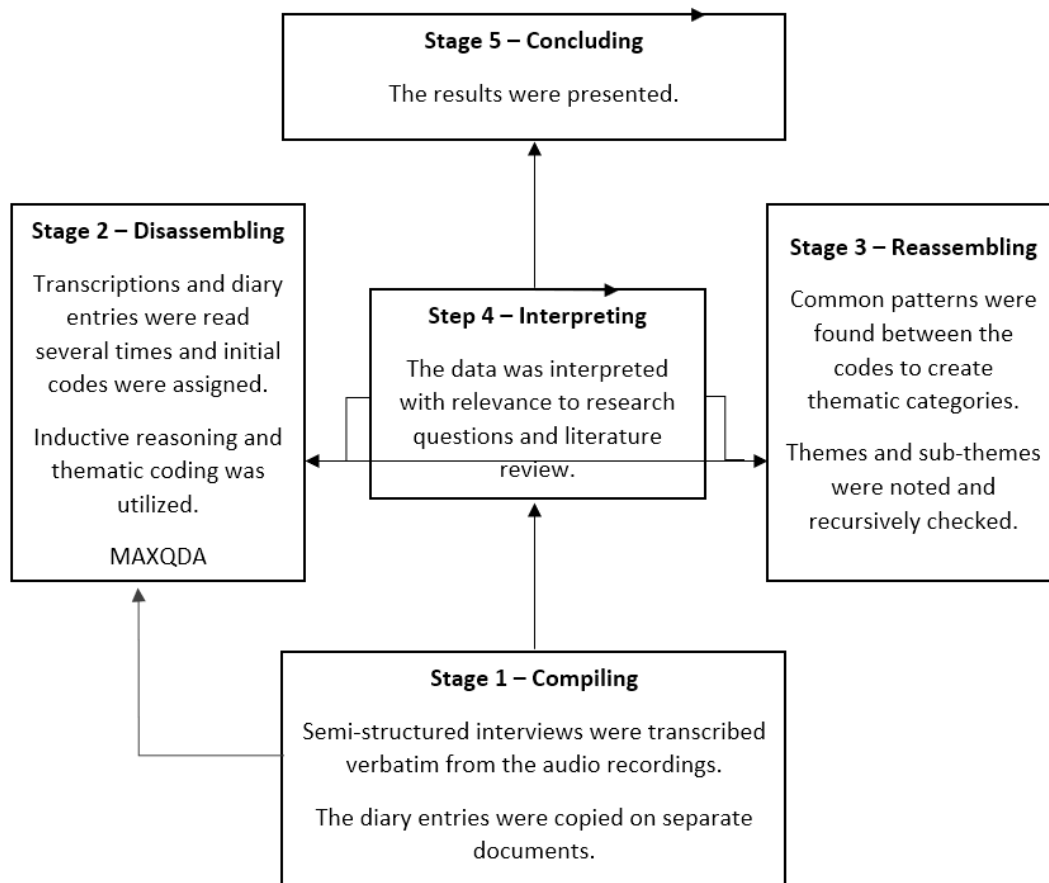 Stage 5 – Concluding
The results were presented.
Stage 2 – Disassembling
Transcriptions and diary
entries were read
several times and initial
codes were assigned.
Inductive reasoning and
thematic coding was
utilized.
MAXQDA
Step 4 – Interpreting
The data was interpreted
with relevance to research
questions and literature
review.
Stage 3 – Reassembling
Common patterns were
found between the
codes to create
thematic categories.
Themes and sub-themes
were noted and
recursively checked.
Stage 1 – Compiling
Semi-structured interviews were transcribed
verbatim from the audio recordings.
The diary entries were copied on separate
documents.